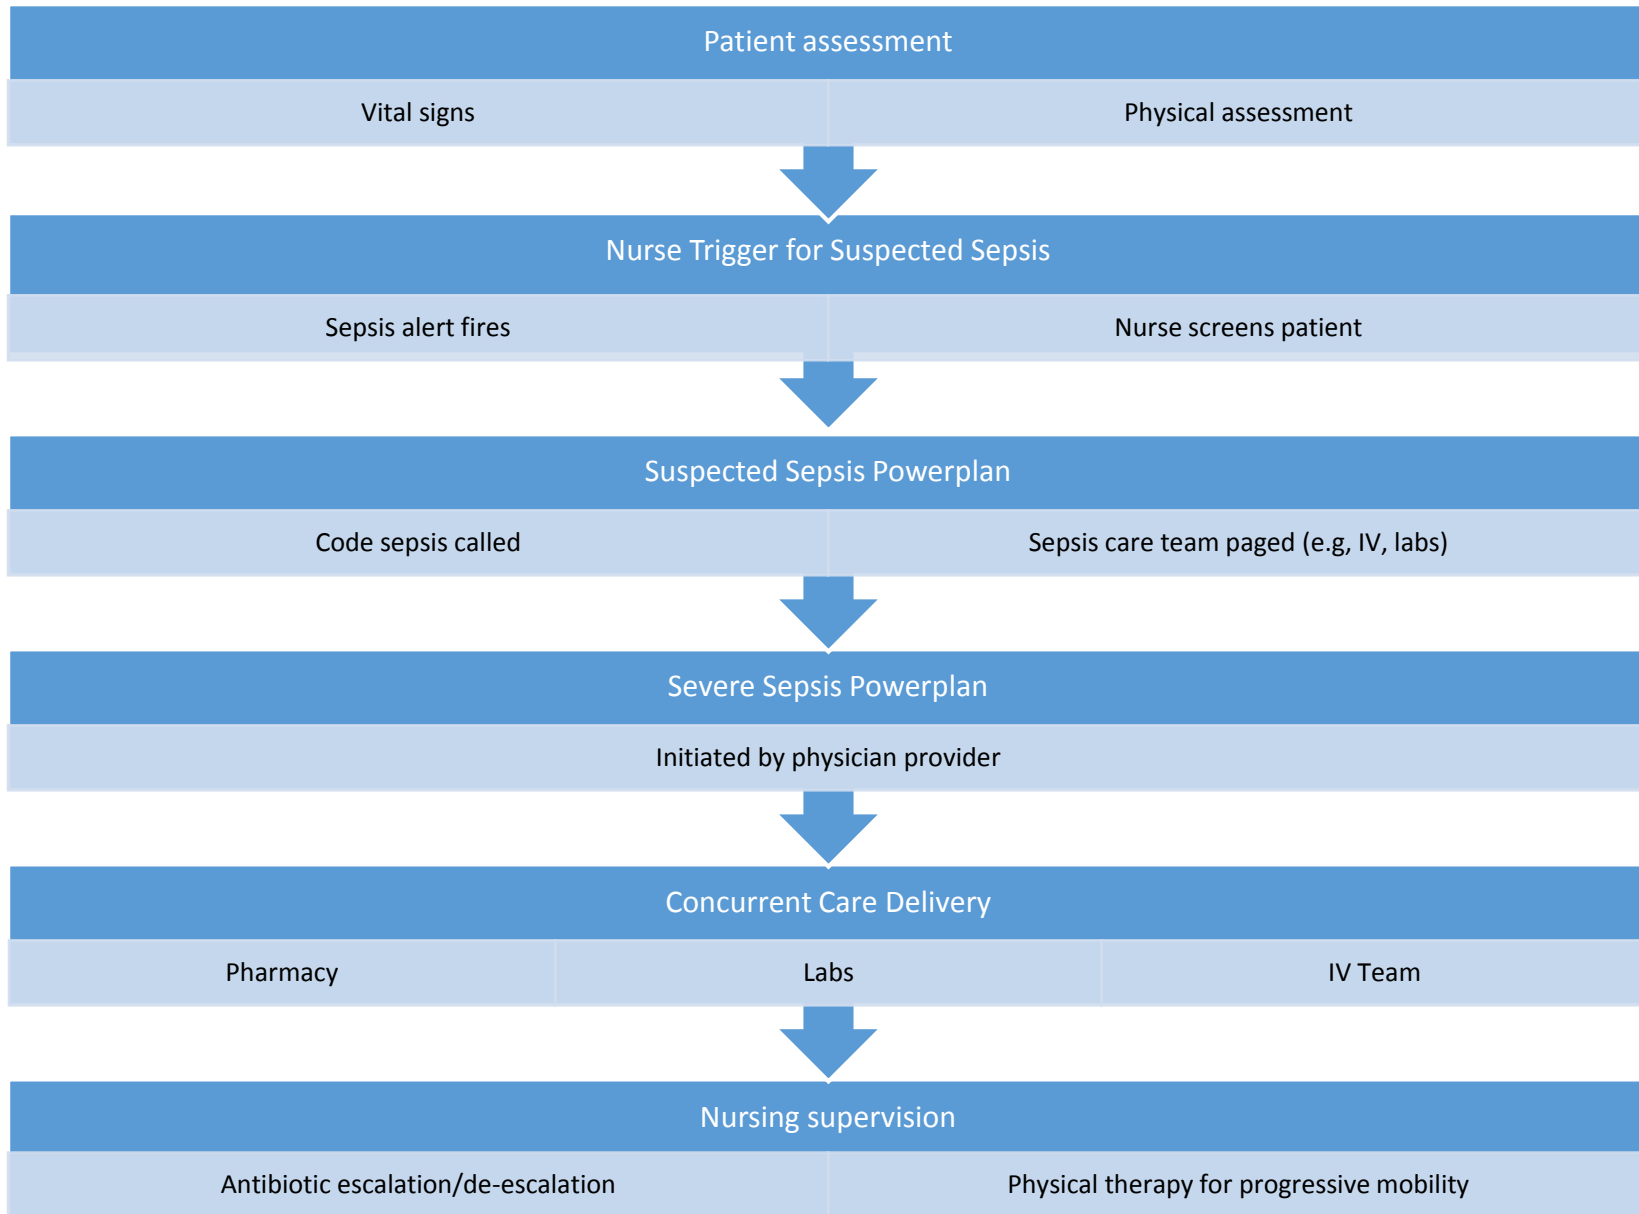 Patient assessment
Vital signs
Physical assessment
Nurse Trigger for Suspected Sepsis
Sepsis alert fires
Nurse screens patient
Suspected Sepsis Powerplan
Code sepsis called
Sepsis care team paged (e.g, IV, labs)
Severe Sepsis Powerplan
Initiated by physician provider
Concurrent Care Delivery
Pharmacy
Labs
IV Team
Nursing supervision
Antibiotic escalation/de-escalation
Physical therapy for progressive mobility